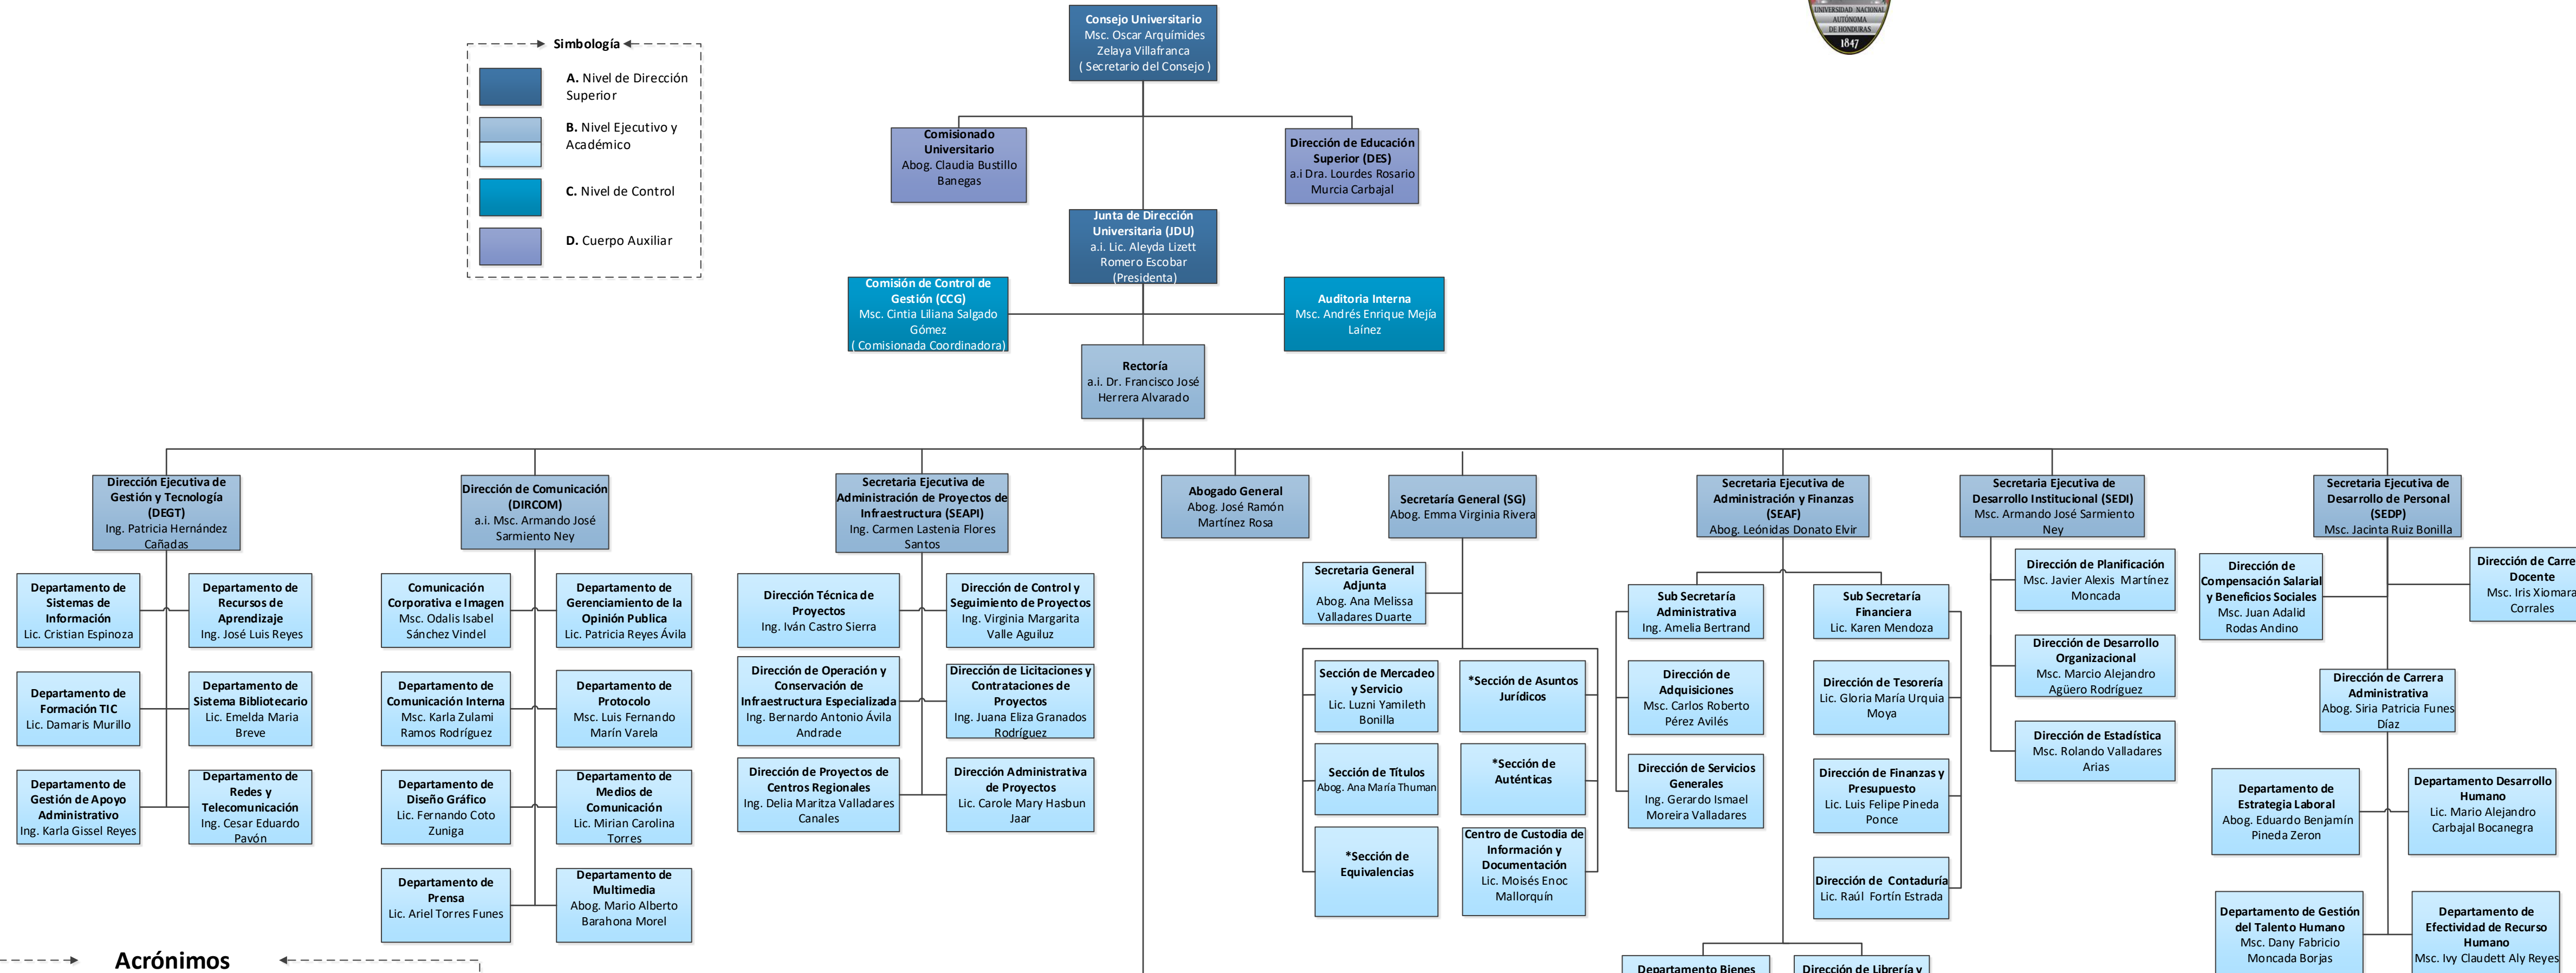 Consejo Universitario
Msc. Oscar Arquímides
Zelaya Villafranca
( Secretario del Consejo )
UNIVERSIDAD NACIONAL
AUTÓNOMA
DE HONDURAS
1847
Simbología
A. Nivel de Dirección
Superior
B. Nivel Ejecutivo y
Académico
C. Nivel de Control
D. Cuerpo Auxiliar
Comisionado
Universitario
Abog. Claudia Bustillo
Banegas
Dirección de Educación
Superior (DES)
a.i Dra. Lourdes Rosario
Murcia Carbajal
Junta de Dirección
Universitaria (JDU)
a.i. Lic. Aleyda Lizett
Romero Escobar
(Presidenta)
Comisión de Control de
Gestión (CCG)
Msc. Cintia Liliana Salgado
Gómez
( Comisionada Coordinadora)
Auditoria Interna
Msc. Andrés Enrique Mejía
Laínez
Rectoría
a.i. Dr. Francisco José
Herrera Alvarado
Dirección Ejecutiva de
Gestión y Tecnología
(DEGT)
Ing. Patricia Hernández
Cañadas
Dirección de Comunicación
(DIRCOM)
a.i. Msc. Armando José
Sarmiento Ney
Secretaria Ejecutiva de
Administración de Proyectos de
Infraestructura (SEAPI)
Ing. Carmen Lastenia Flores
Santos
Abogado General
Abog. José Ramón
Martínez Rosa
Secretaría General (SG)
Abog. Emma Virginia Rivera
Secretaria Ejecutiva de
Administración y Finanzas
(SEAF)
Abog. Leónidas Donato Elvir
Secretaria Ejecutiva de
Desarrollo Institucional (SEDI)
Msc. Armando José Sarmiento
Ney
Secretaria Ejecutiva de
Desarrollo de Personal
(SEDP)
Msc. Jacinta Ruiz Bonilla
Departamento de
Sistemas de
Información
Lic. Cristian Espinoza
Departamento de
Recursos de
Aprendizaje
Ing. José Luis Reyes
Departamento de
Formación TIC
Lic. Damaris Murillo
Departamento de
Sistema Bibliotecario
Lic. Emelda Maria
Breve
Departamento de
Gestión de Apoyo
Administrativo
Ing. Karla Gissel Reyes
Departamento de
Redes y
Telecomunicación
Ing. Cesar Eduardo
Pavón
Comunicación
Corporativa e Imagen
Msc. Odalis Isabel
Sánchez Vindel
Departamento de
Gerenciamiento de la
Opinión Publica
Lic. Patricia Reyes Ávila
Departamento de
Comunicación Interna
Msc. Karla Zulami
Ramos Rodríguez
Departamento de
Protocolo
Msc. Luis Fernando
Marín Varela
Departamento de
Diseño Gráfico
Lic. Fernando Coto
Zuniga
Departamento de
Medios de
Comunicación
Lic. Mirian Carolina
Torres
Departamento de
Prensa
Lic. Ariel Torres Funes
Departamento de
Multimedia
Abog. Mario Alberto
Barahona Morel
Dirección Técnica de
Proyectos
Ing. Iván Castro Sierra
Dirección de Control y
Seguimiento de Proyectos
Ing. Virginia Margarita
Valle Aguiluz
Dirección de Operación y
Conservación de
Infraestructura Especializada
Ing. Bernardo Antonio Ávila
Andrade
Dirección de Licitaciones y
Contrataciones de
Proyectos
Ing. Juana Eliza Granados
Rodríguez
Dirección de Proyectos de
Centros Regionales
Ing. Delia Maritza Valladares
Canales
Dirección Administrativa
de Proyectos
Lic. Carole Mary Hasbun
Jaar
Secretaria General
Adjunta
Abog. Ana Melissa
Valladares Duarte
Sección de Mercadeo
y Servicio
Lic. Luzni Yamileth
Bonilla
*Sección de Asuntos
Jurídicos
Sección de Títulos
Abog. Ana María Thuman
*Sección de
Auténticas
*Sección de
Equivalencias
Centro de Custodia de
Información y
Documentación
Lic. Moisés Enoc
Mallorquín
Sub Secretaría
Administrativa
Ing. Amelia Bertrand
Sub Secretaría
Financiera
Lic. Karen Mendoza
Dirección de
Adquisiciones
Msc. Carlos Roberto
Pérez Avilés
Dirección de Tesorería
Lic. Gloria María Urquia
Moya
Dirección de Servicios
Generales
Ing. Gerardo Ismael
Moreira Valladares
Dirección de Finanzas y
Presupuesto
Lic. Luis Felipe Pineda
Ponce
Dirección de Contaduría
Lic. Raúl Fortín Estrada
Departamento Bienes
Dirección de Librería y
Dirección de Planificación
Msc. Javier Alexis Martínez
Moncada
Dirección de Desarrollo
Organizacional
Msc. Marcio Alejandro
Agüero Rodríguez
Dirección de Estadística
Msc. Rolando Valladares
Arias
Dirección de
Compensación Salarial
y Beneficios Sociales
Msc. Juan Adalid
Rodas Andino
Dirección de Carre
Docente
Msc. Iris Xiomara
Corrales
Dirección de Carrera
Administrativa
Abog. Siria Patricia Funes
Díaz
Departamento de
Estrategia Laboral
Abog. Eduardo Benjamín
Pineda Zeron
Departamento Desarrollo
Humano
Lic. Mario Alejandro
Carbajal Bocanegra
Departamento de Gestión
del Talento Humano
Msc. Dany Fabricio
Moncada Borjas
Departamento de
Efectividad de Recurso
Humano
Msc. Ivy Claudett Aly Reyes
Acrónimos